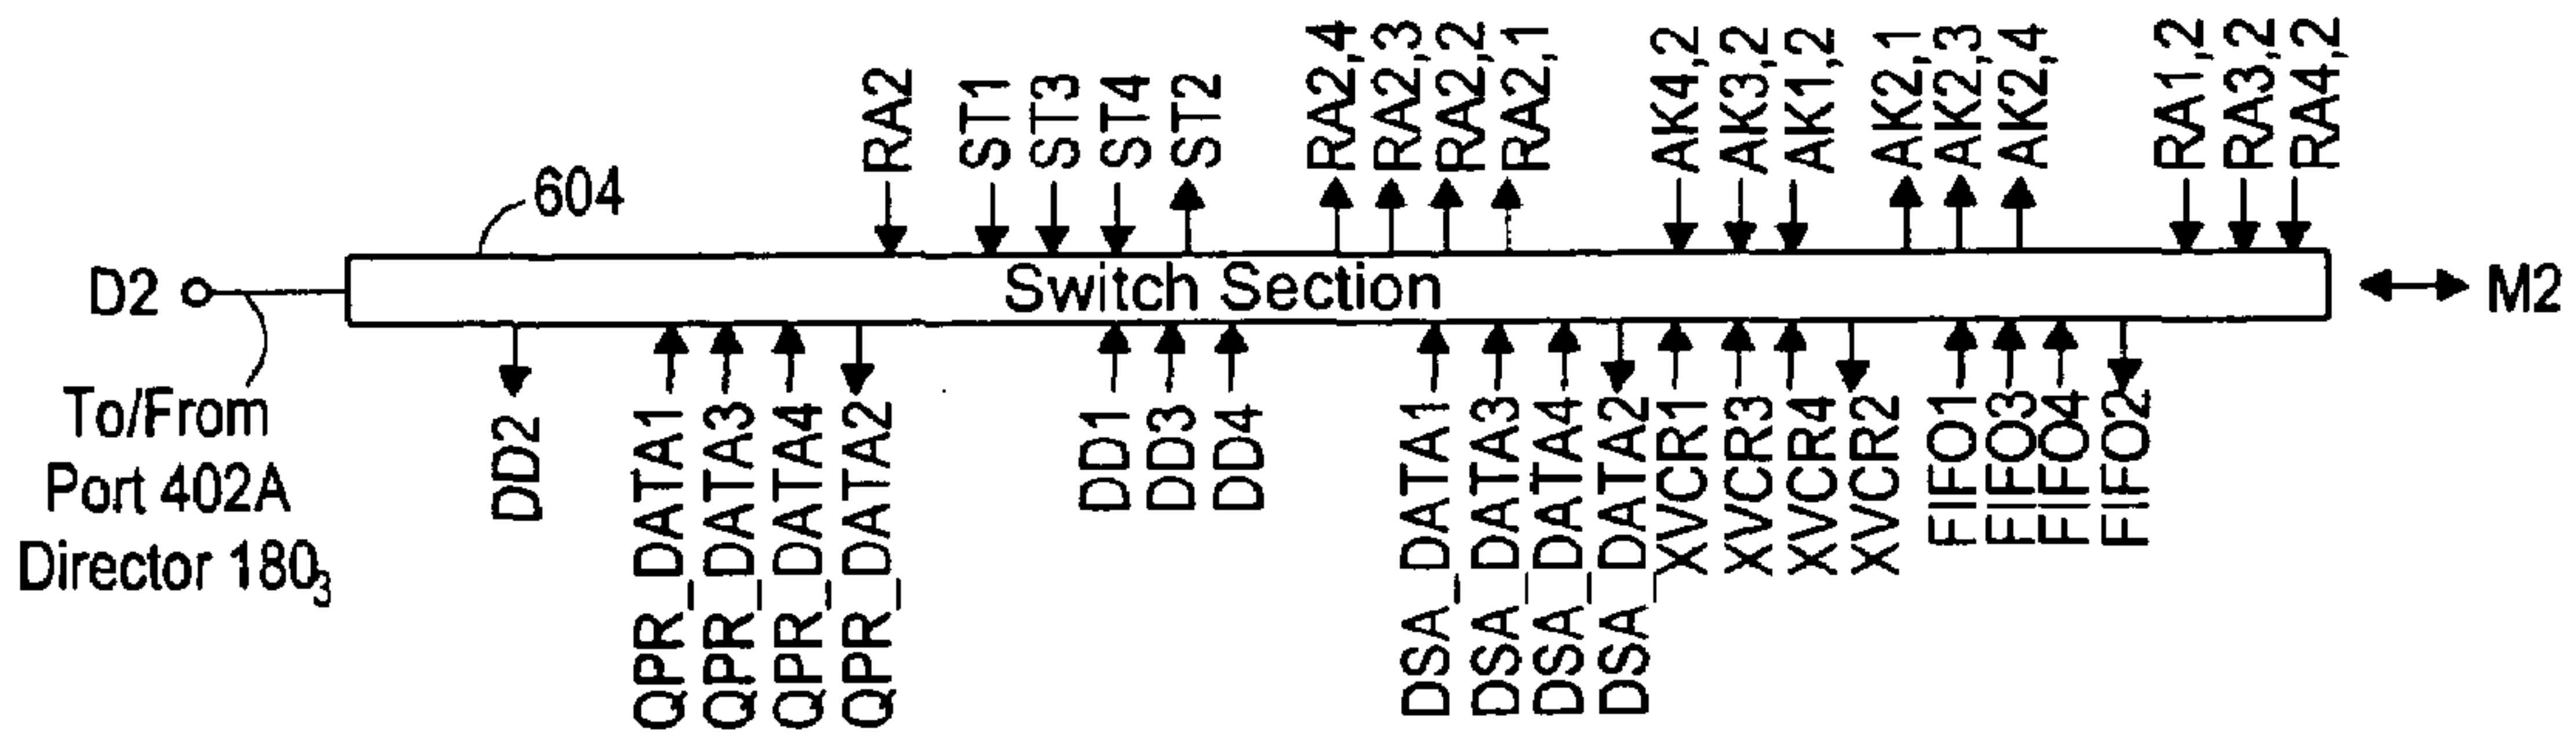 RA2
ST1
ST3
ST4
ST2
RA2,4
RA2,3
RA2,2
RA2,1
AK4,2
AK3,2
AK1,2
AK2,1
AK2,3
AK2,4
RA1,2
RA3,2
RA4,2
604
D2
Switch Section
M2
To/From
Port 402A
Director 180₃
DD2
QPR_DATA1
QPR_DATA3
QPR_DATA4
QPR_DATA2
DD1
DD3
DD4
DSA_DATA1
DSA_DATA3
DSA_DATA4
DSA_DATA2
XVCR1
XVCR3
XVCR4
XVCR2
FIFO1
FIFO3
FIFO4
FIFO2